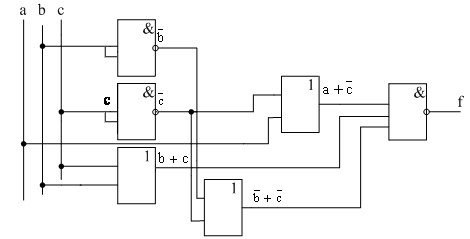 a b c
&
b̄
&
c
c̄
1
a + c̄
&
f
1
b + c
1
b̄ + c̄